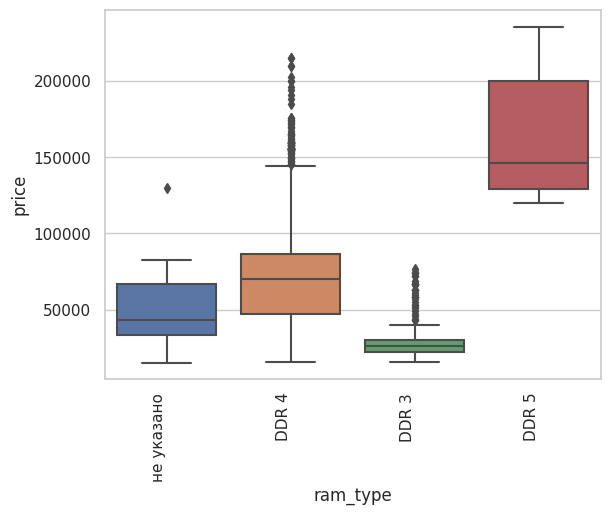 price
200000
150000
100000
50000
не указано
DDR 4
DDR 3
DDR 5
ram_type